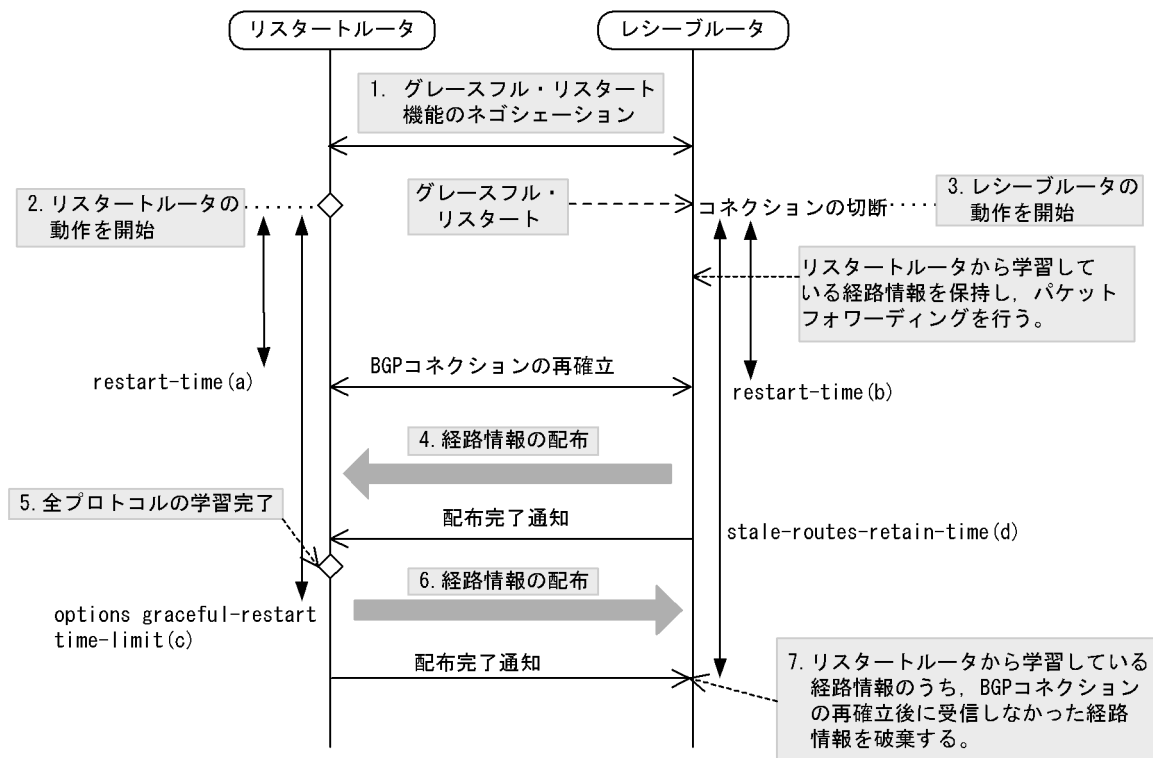 リスタートルータ
レシーブルータ
1. グレースフル・リスタート
機能のネゴシェーション
2. リスタートルータの
動作を開始
グレースフル・
リスタート
コネクションの切断
3. レシーブルータの
動作を開始
リスタートルータから学習して
いる経路情報を保持し，パケット
フォワーディングを行う。
restart-time(a)
BGPコネクションの再確立
restart-time(b)
4. 経路情報の配布
5. 全プロトコルの学習完了
配布完了通知
stale-routes-retain-time(d)
6. 経路情報の配布
options graceful-restart
time-limit(c)
配布完了通知
7. リスタートルータから学習している
経路情報のうち，BGPコネクション
の再確立後に受信しなかった経路
情報を破棄する。